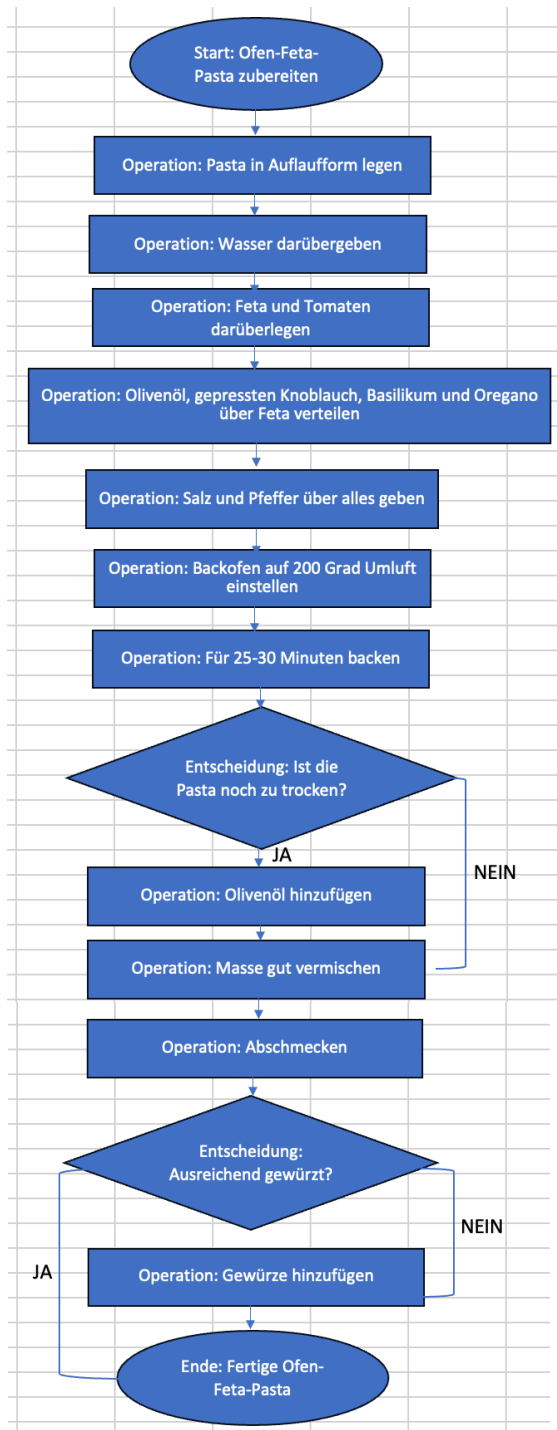 Start: Ofen-Feta-
Pasta zubereiten
Operation: Pasta in Auflaufform legen
Operation: Wasser darübergeben
Operation: Feta und Tomaten
darüberlegen
Operation: Olivenöl, gepressten Knoblauch, Basilikum und Oregano
über Feta verteilen
Operation: Salz und Pfeffer über alles geben
Operation: Backofen auf 200 Grad Umluft
einstellen
Operation: Für 25-30 Minuten backen
Entscheidung: Ist die
Pasta noch zu trocken?
JA
NEIN
Operation: Olivenöl hinzufügen
Operation: Masse gut vermischen
Operation: Abschmecken
Entscheidung:
Ausreichend gewürzt?
NEIN
JA
Operation: Gewürze hinzufügen
Ende: Fertige Ofen-
Feta-Pasta